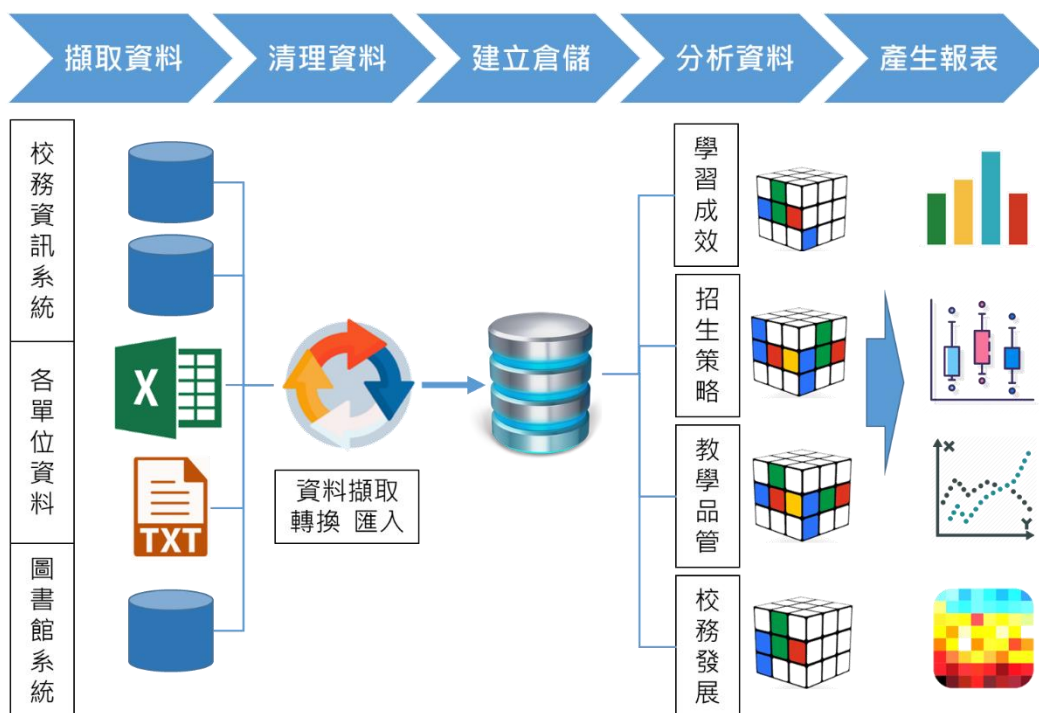 擷取資料
清理資料
建立倉儲
分析資料
產生報表
校務資訊系統
各單位資料
圖書館系統
X
TXT
資料擷取
轉換 匯入
學習成效
招生策略
教學品管
校務發展
X
Y